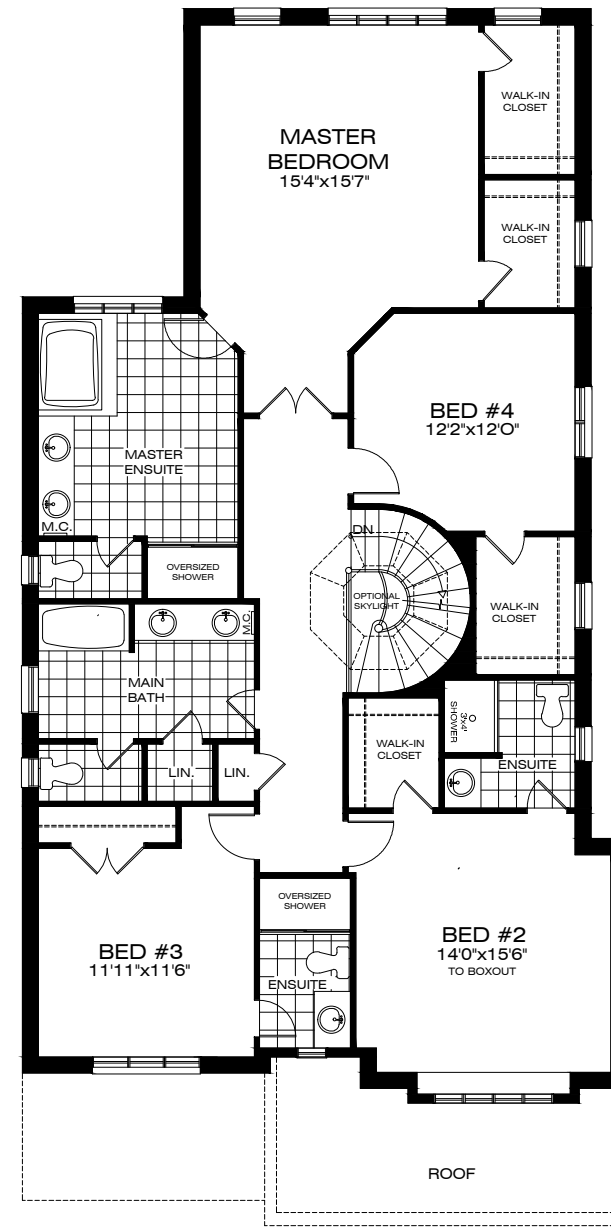 WALK-IN
CLOSET
MASTER
BEDROOM
15'4"x15'7"
WALK-IN
CLOSET
BED #4
12'2"x12'0"
MASTER
ENSUITE
M.C.
DN
OVERSIZED
SHOWER
OPTIONAL
SKYLIGHT
WALK-IN
CLOSET
M.C.
MAIN
BATH
SHOWER
3'x4'
WALK-IN
CLOSET
ENSUITE
LIN.
LIN.
OVERSIZED
SHOWER
BED #3
11'11"x11'6"
BED #2
14'0"x15'6"
TO BOXOUT
ENSUITE
ROOF